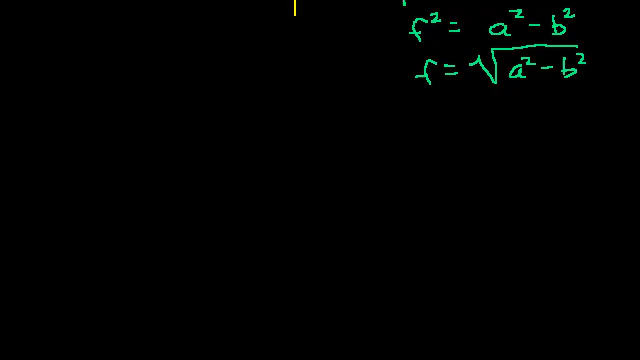 f² = a² - b²
f = √(a² - b²)